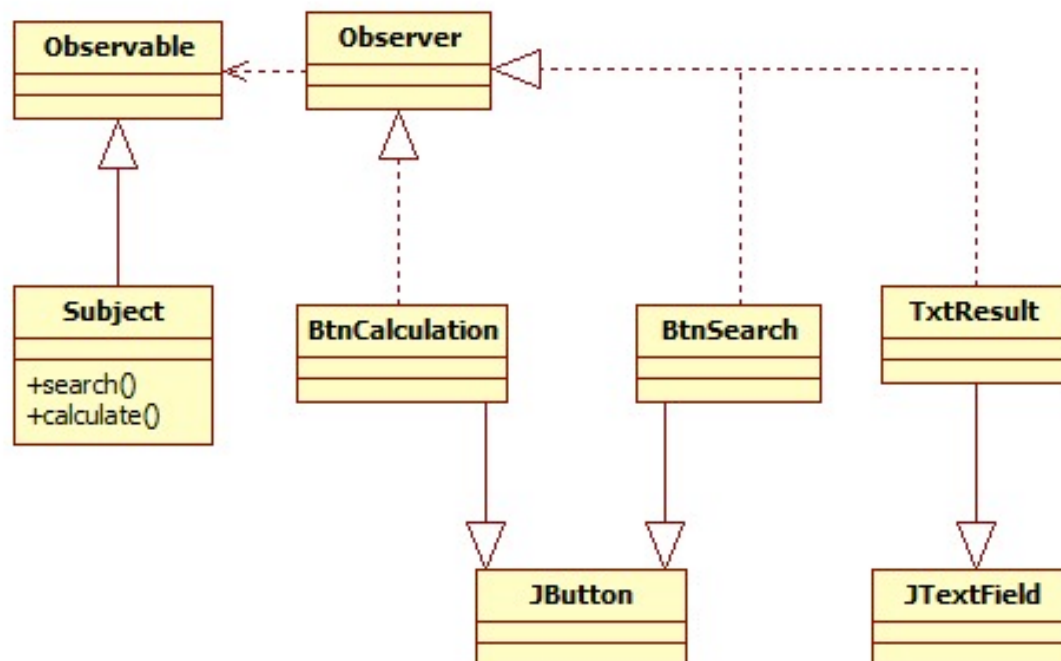 Observable
Observer
Subject
+search()
+calculate()
BtnCalculation
BtnSearch
TxtResult
JButton
JTextField